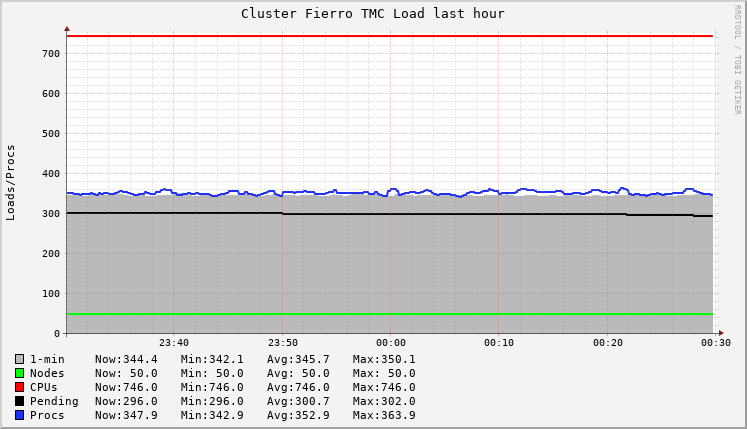 Cluster Fierro TMC Load last hour
RRDTOOL / TOBI OETIKER
Loads/Procs
700
600
500
400
300
200
100
0
23:40 23:50 00:00 00:10 00:20 00:30
1-min Now:344.4 Min:342.1 Avg:345.7 Max:350.1
Nodes Now: 50.0 Min: 50.0 Avg: 50.0 Max: 50.0
CPUs Now:746.0 Min:746.0 Avg:746.0 Max:746.0
Pending Now:296.0 Min:296.0 Avg:300.7 Max:302.0
Procs Now:347.9 Min:342.9 Avg:352.9 Max:363.9